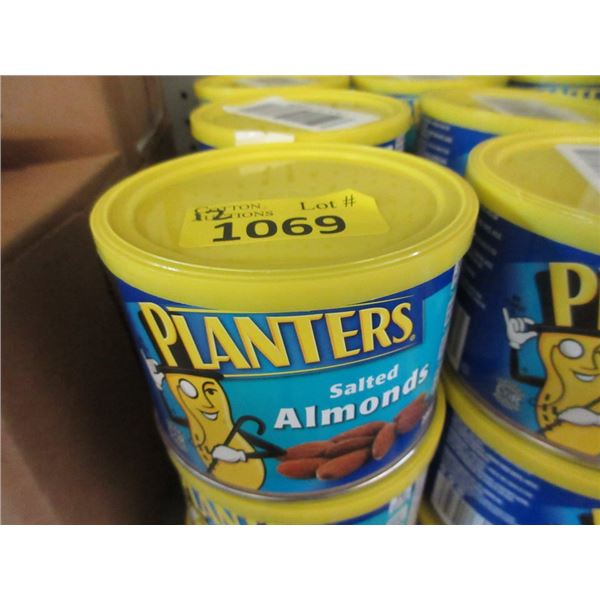 Lot #
1069
PLANTERS
Salted
Almonds
P